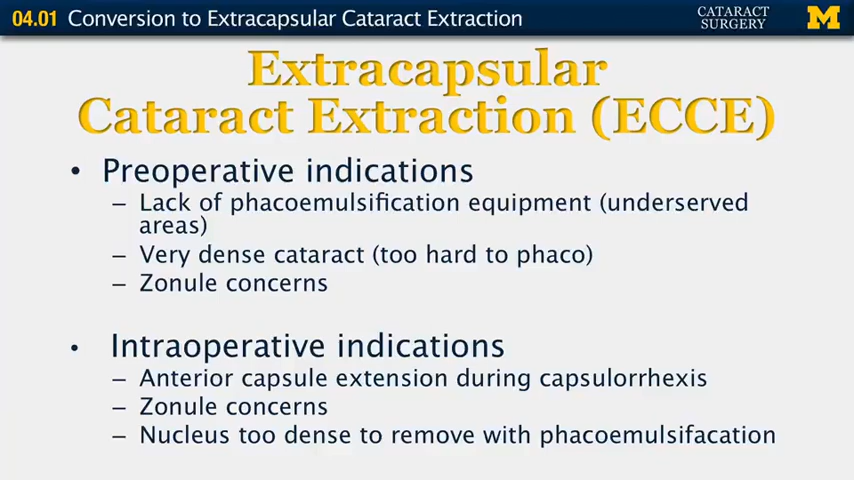 04.01 Conversion to Extracapsular Cataract Extraction
CATARACT
SURGERY
M
Extracapsular
Cataract Extraction (ECCE)
• Preoperative indications
– Lack of phacoemulsification equipment (underserved
areas)
– Very dense cataract (too hard to phaco)
– Zonule concerns
• Intraoperative indications
– Anterior capsule extension during capsulorrhexis
– Zonule concerns
– Nucleus too dense to remove with phacoemulsifacation